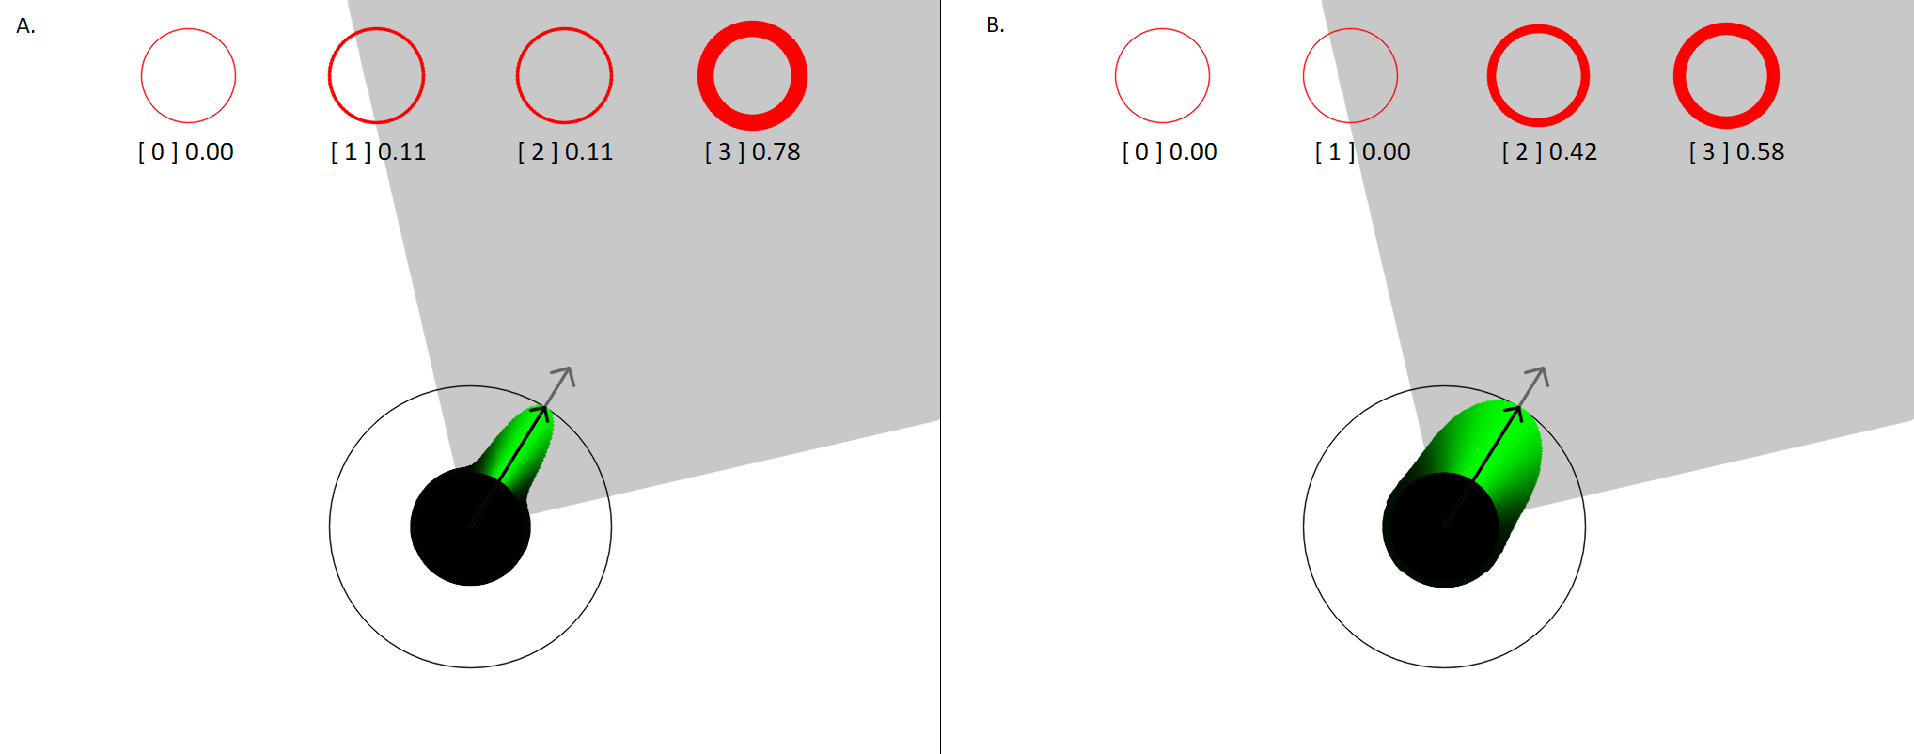 A.
[ 0 ] 0.00 [ 1 ] 0.11 [ 2 ] 0.11 [ 3 ] 0.78
B.
[ 0 ] 0.00 [ 1 ] 0.00 [ 2 ] 0.42 [ 3 ] 0.58